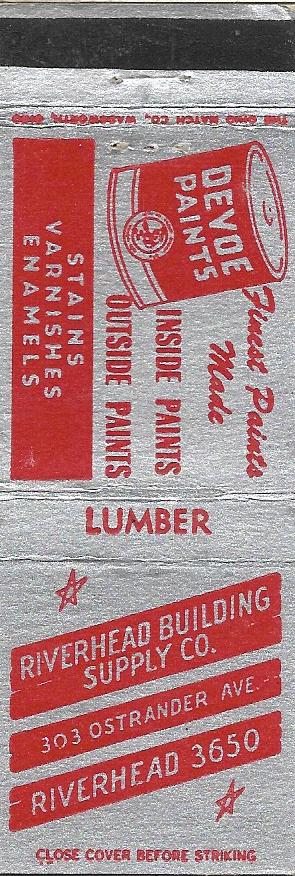 THE OHIO MATCH CO., WADSWORTH, OHIO
DEVOE
PAINTS
Finest Paints
Made
INSIDE PAINTS
OUTSIDE PAINTS
STAINS
VARNISHES
ENAMELS
LUMBER
RIVERHEAD BUILDING
SUPPLY CO.
303 OSTRANDER AVE.
RIVERHEAD 3650
CLOSE COVER BEFORE STRIKING